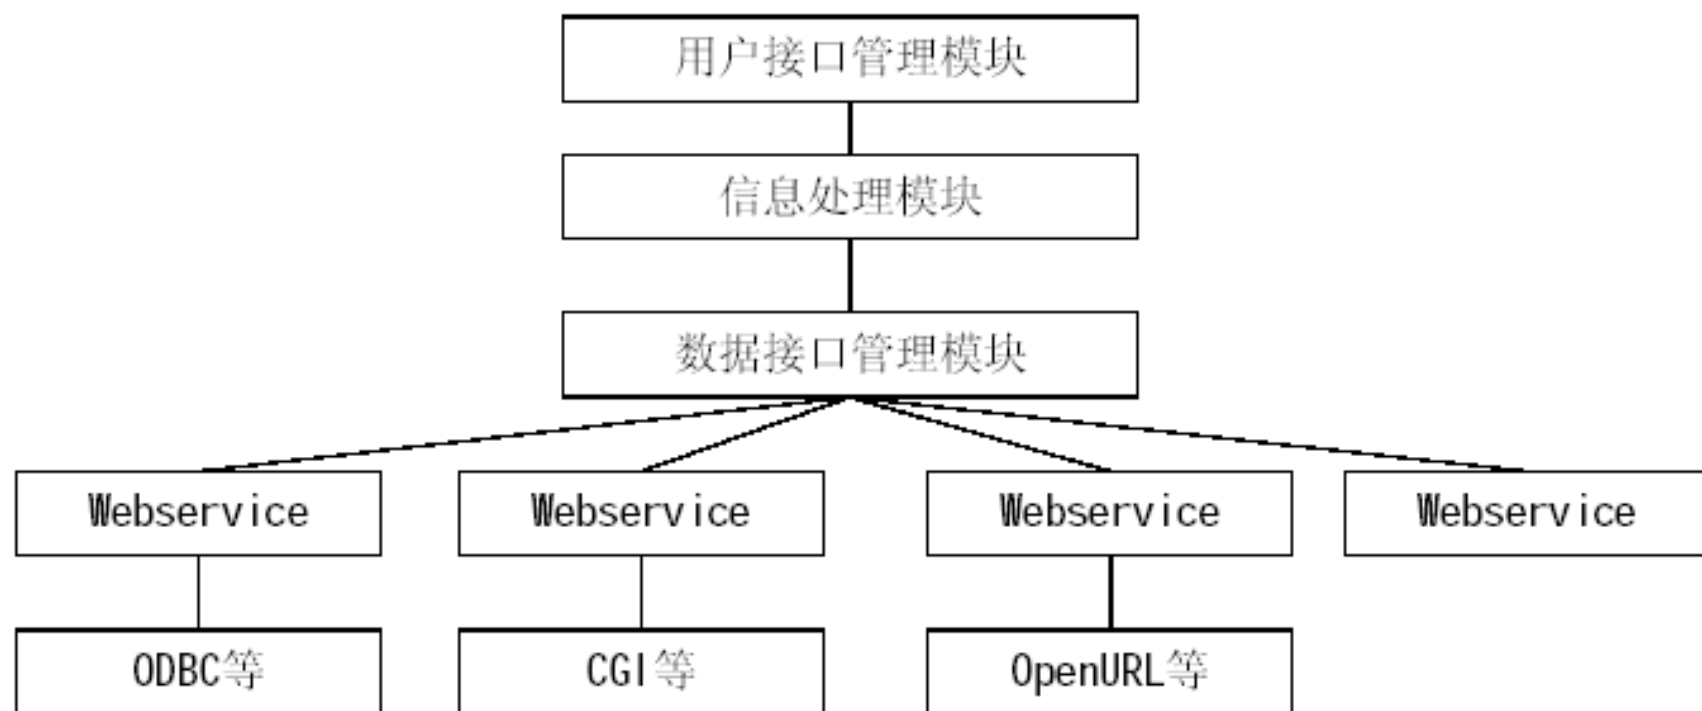 用户接口管理模块
信息处理模块
数据接口管理模块
Webservice
Webservice
Webservice
Webservice
ODBC等
CGI等
OpenURL等